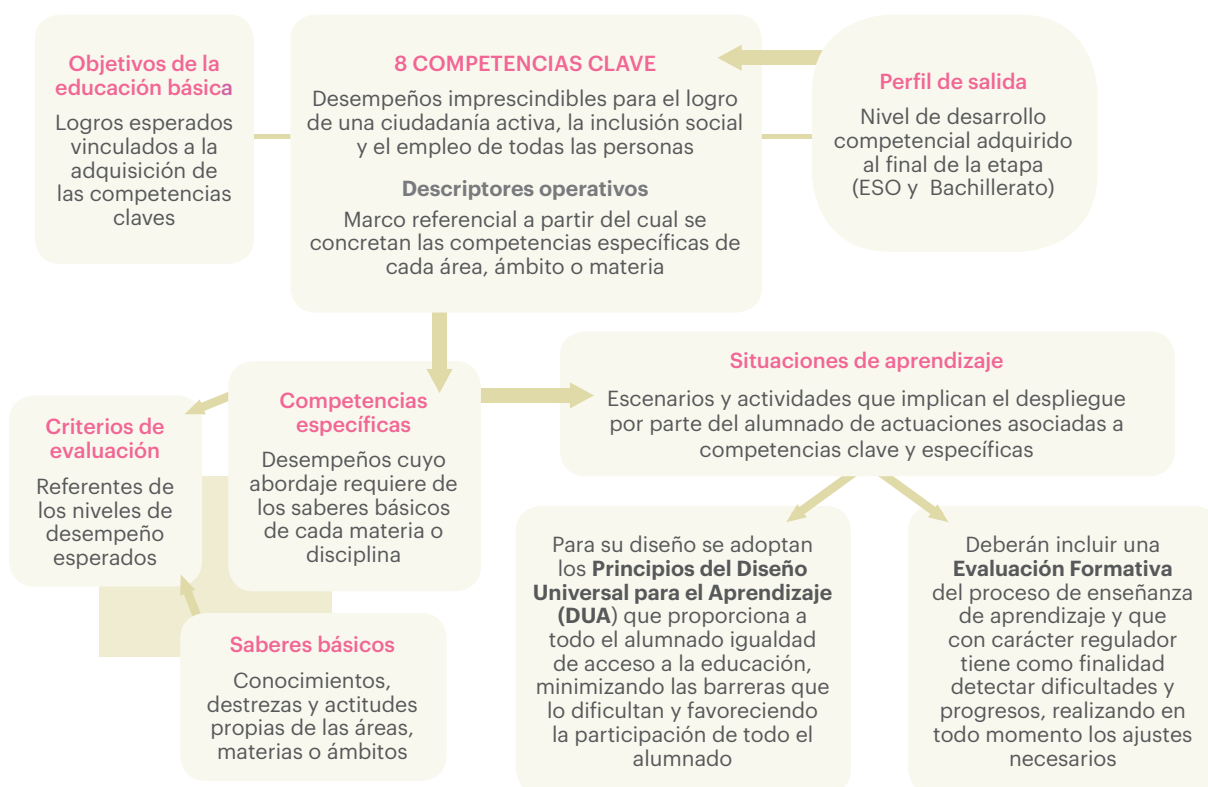 Objetivos de la
educación básica
Logros esperados
vinculados a la
adquisición de
las competencias
claves
8 COMPETENCIAS CLAVE
Desempeños imprescindibles para el logro
de una ciudadanía activa, la inclusión social
y el empleo de todas las personas
Descriptores operativos
Marco referencial a partir del cual se
concretan las competencias específicas de
cada área, ámbito o materia
Perfil de salida
Nivel de desarrollo
competencial adquirido
al final de la etapa
(ESO y Bachillerato)
Criterios de
evaluación
Referentes de
los niveles de
desempeño
esperados
Competencias
específicas
Desempeños cuyo
abordaje requiere de
los saberes básicos
de cada materia o
disciplina
Situaciones de aprendizaje
Escenarios y actividades que implican el despliegue
por parte del alumnado de actuaciones asociadas a
competencias clave y específicas
Saberes básicos
Conocimientos,
destrezas y actitudes
propias de las áreas,
materias o ámbitos
Para su diseño se adoptan
los Principios del Diseño
Universal para el Aprendizaje
(DUA) que proporciona a
todo el alumnado igualdad
de acceso a la educación,
minimizando las barreras que
lo dificultan y favoreciendo
la participación de todo el
alumnado
Deberán incluir una
Evaluación Formativa
del proceso de enseñanza
de aprendizaje y que
con carácter regulador
tiene como finalidad
detectar dificultades y
progresos, realizando en
todo momento los ajustes
necesarios